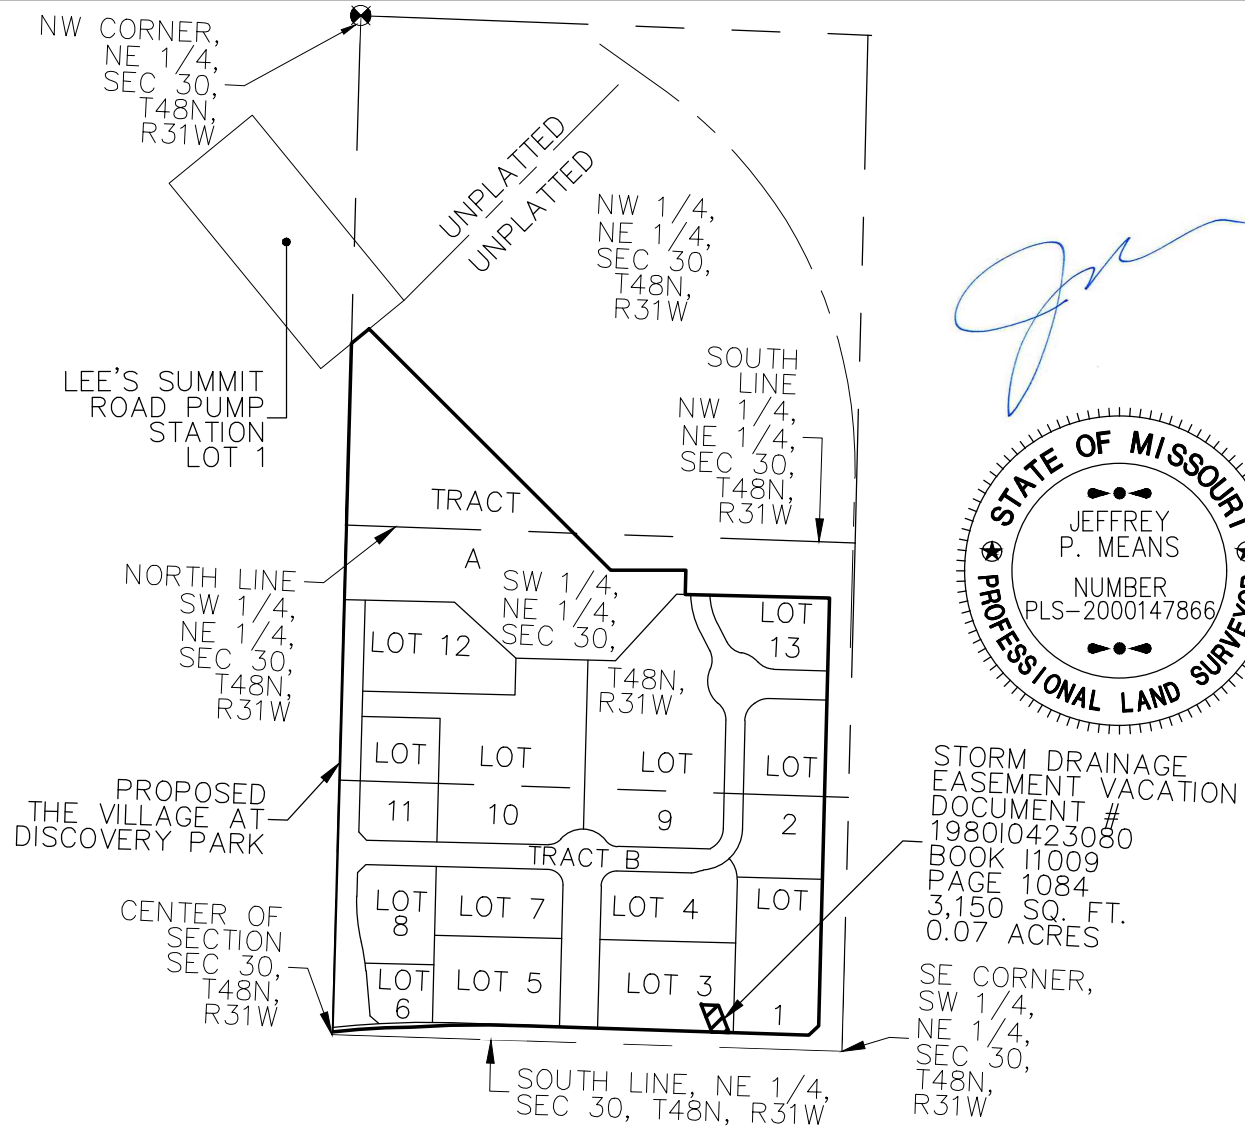 NW CORNER,
NE 1/4,
SEC 30,
T48N,
R31W
UNPLATTED
UNPLATTED
NW 1/4,
NE 1/4,
SEC 30,
T48N,
R31W
LEE'S SUMMIT
ROAD PUMP
STATION
LOT 1
SOUTH
LINE
NW 1/4,
NE 1/4,
SEC 30,
T48N,
R31W
STATE OF MISSOURI
JEFFREY
P. MEANS
NUMBER
PLS-2000147866
PROFESSIONAL LAND SURVEYOR
TRACT
A
NORTH LINE
SW 1/4,
NE 1/4,
SEC 30,
T48N,
R31W
SW 1/4,
NE 1/4,
SEC 30,
T48N,
R31W
LOT 12
LOT
13
LOT
11
LOT
10
LOT
9
LOT
2
PROPOSED
THE VILLAGE AT
DISCOVERY PARK
TRACT B
STORM DRAINAGE
EASEMENT VACATION
DOCUMENT #
1980I0423080
BOOK I1009
PAGE 1084
3,150 SQ. FT.
0.07 ACRES
CENTER OF
SECTION
SEC 30,
T48N,
R31W
LOT
8
LOT 7
LOT 4
LOT
1
LOT
6
LOT 5
LOT 3
SE CORNER,
SW 1/4,
NE 1/4,
SEC 30,
T48N,
R31W
SOUTH LINE, NE 1/4,
SEC 30, T48N, R31W